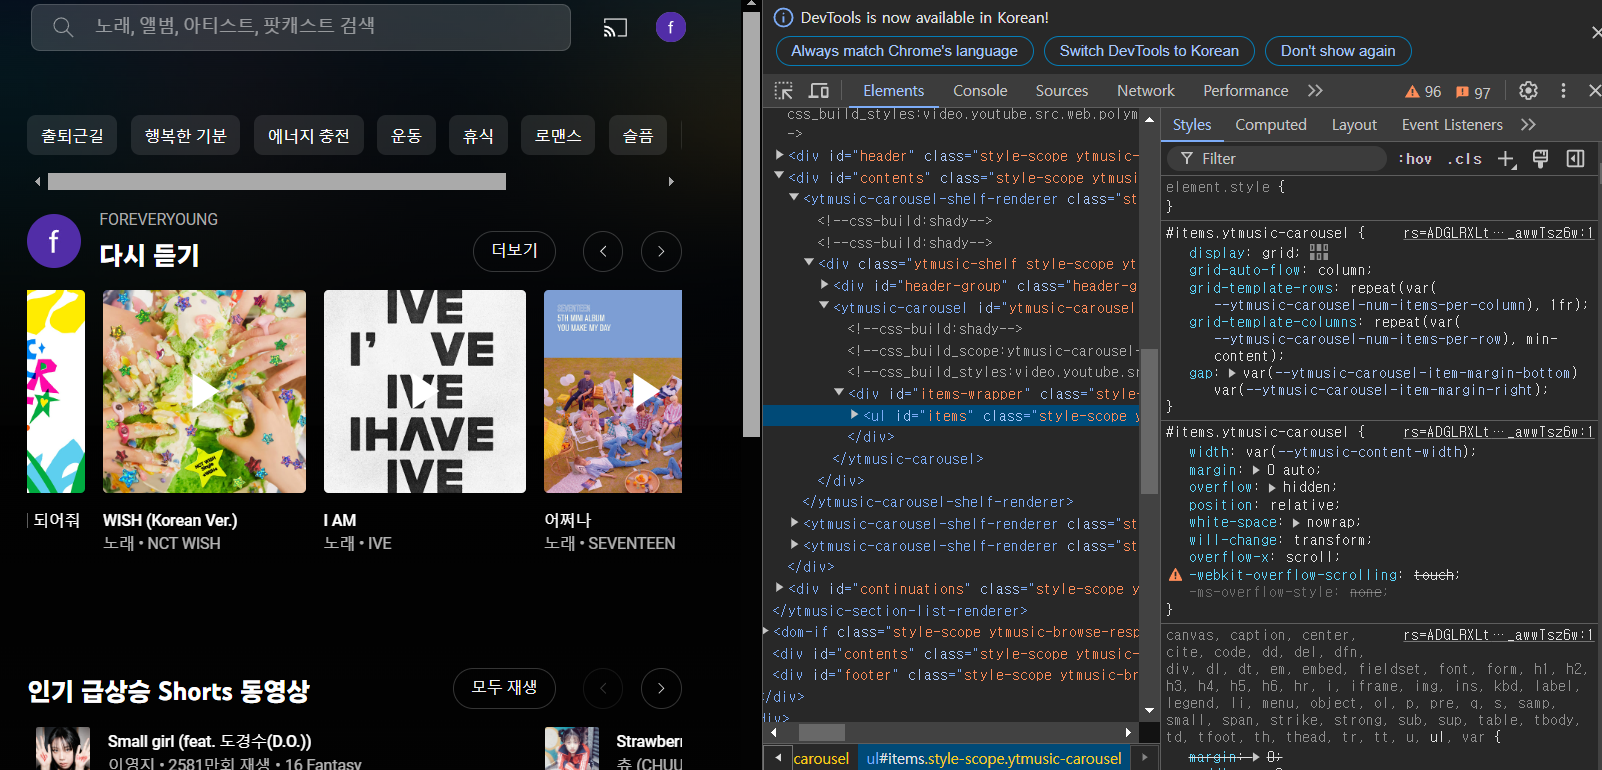 노래, 앨범, 아티스트, 팟캐스트 검색
f
출퇴근길 행복한 기분 에너지 충전 운동 휴식 로맨스 슬픔
f
FOREVERYOUNG
다시 듣기
더보기
IVE
I' VE
IVE
IHAVE
IVE
SEVENTEEN
5TH MINI ALBUM
YOU MAKE MY DAY
NCT WISH
되어줘
WISH (Korean Ver.)
노래 • NCT WISH
I AM
노래 • IVE
어쩌나
노래 • SEVENTEEN
인기 급상승 Shorts 동영상
모두 재생
Small girl (feat. 도경수(D.O.))
이영지 • 2581만회 재생 • 16 Fantasy
Strawberr
츄 (CHUU
DevTools is now available in Korean!
Always match Chrome's language
Switch DevTools to Korean
Don't show again
Elements Console Sources Network Performance
96 97
css_build_styles:video.youtube.src.web.polym
-->
<div id="header" class="style-scope ytmusic-
<div id="contents" class="style-scope ytmusi
<ytmusic-carousel-shelf-renderer class="st
<!--css-build:shady-->
<!--css-build:shady-->
<div class="ytmusic-shelf style-scope yt
<div id="header-group" class="header-g
<ytmusic-carousel id="ytmusic-carousel
<!--css-build:shady-->
<!--css_build_scope:ytmusic-carousel-
<!--css_build_styles:video.youtube.sr
<div id="items-wrapper" class="style-
<ul id="items" class="style-scope y
</div>
</ytmusic-carousel>
</div>
</ytmusic-carousel-shelf-renderer>
<ytmusic-carousel-shelf-renderer class="st
<ytmusic-carousel-shelf-renderer class="st
</div>
<div id="continuations" class="style-scope y
</ytmusic-section-list-renderer>
<dom-if class="style-scope ytmusic-browse-resp
<div id="contents" class="style-scope ytmusic-
<div id="footer" class="style-scope ytmusic-br
/div>
div>
carousel ul#items.style-scope.ytmusic-carousel
Styles Computed Layout Event Listeners
Filter
:hov .cls
element.style {
}
#items.ytmusic-carousel { rs=ADGLRXLt…_awwTsz6w:1
display: grid;
grid-auto-flow: column;
grid-template-rows: repeat(var(
--ytmusic-carousel-num-items-per-column), 1fr);
grid-template-columns: repeat(var(
--ytmusic-carousel-num-items-per-row), min-
content);
gap: var(--ytmusic-carousel-item-margin-bottom)
var(--ytmusic-carousel-item-margin-right);
}
#items.ytmusic-carousel { rs=ADGLRXLt…_awwTsz6w:1
width: var(--ytmusic-content-width);
margin: 0 auto;
overflow: hidden;
position: relative;
white-space: nowrap;
will-change: transform;
overflow-x: scroll;
-webkit-overflow-scrolling: touch;
-ms-overflow-style: none;
}
canvas, caption, center, rs=ADGLRXLt…_awwTsz6w:1
cite, code, dd, del, dfn,
div, dl, dt, em, embed, fieldset, font, form, h1, h2,
h3, h4, h5, h6, hr, i, iframe, img, ins, kbd, label,
legend, li, menu, object, ol, p, pre, q, s, samp,
small, span, strike, strong, sub, sup, table, tbody,
td, tfoot, th, thead, tr, tt, u, ul, var {
margin: 0;